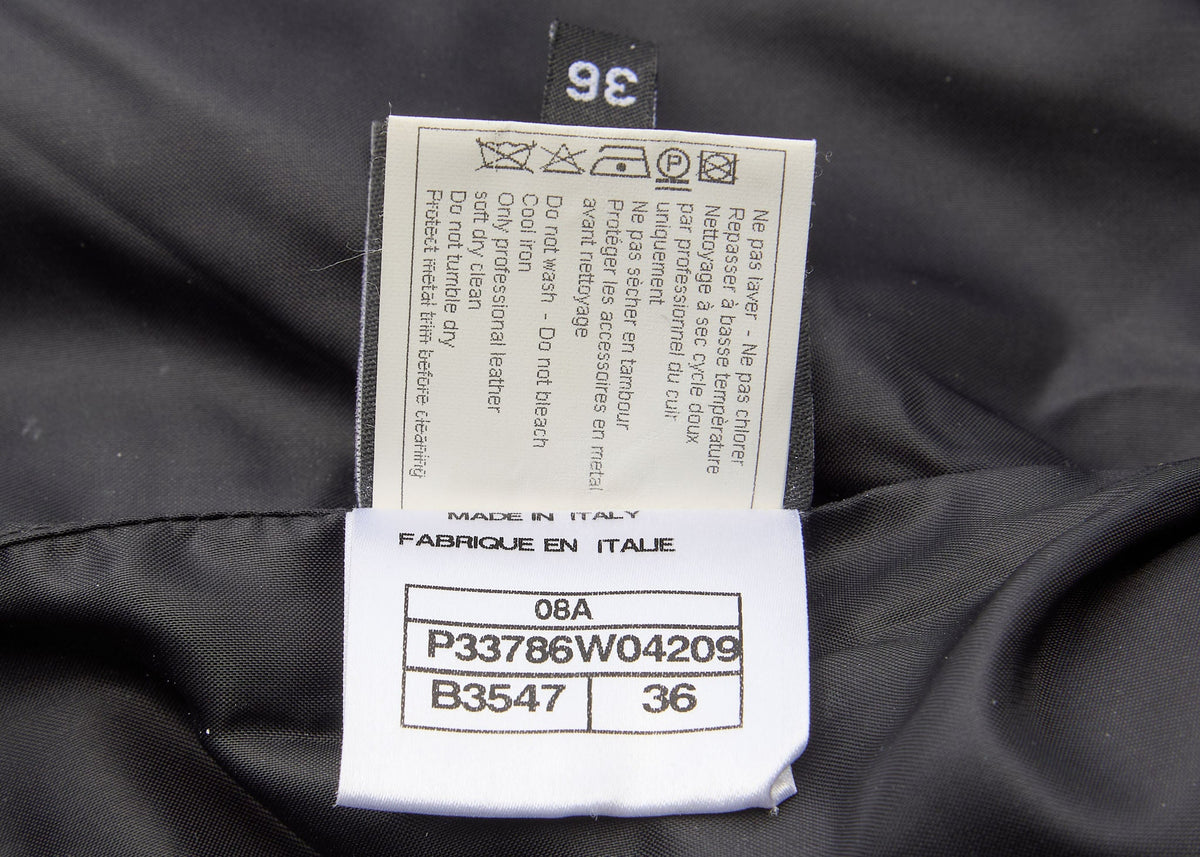 36
Ne pas laver - Ne pas chlorer
Repasser à basse température
Nettoyage à sec cycle doux
par professionnel du cuir
uniquement
Ne pas sècher en tambour
Protéger les accessoires en metal
avant nettoyage
Do not wash - Do not bleach
Cool iron
Only professional leather
soft dry clean
Do not tumble dry
Protect metal trim before cleaning
P
MADE IN ITALY
FABRIQUE EN ITALIE
08A
P33786W04209
B3547 36